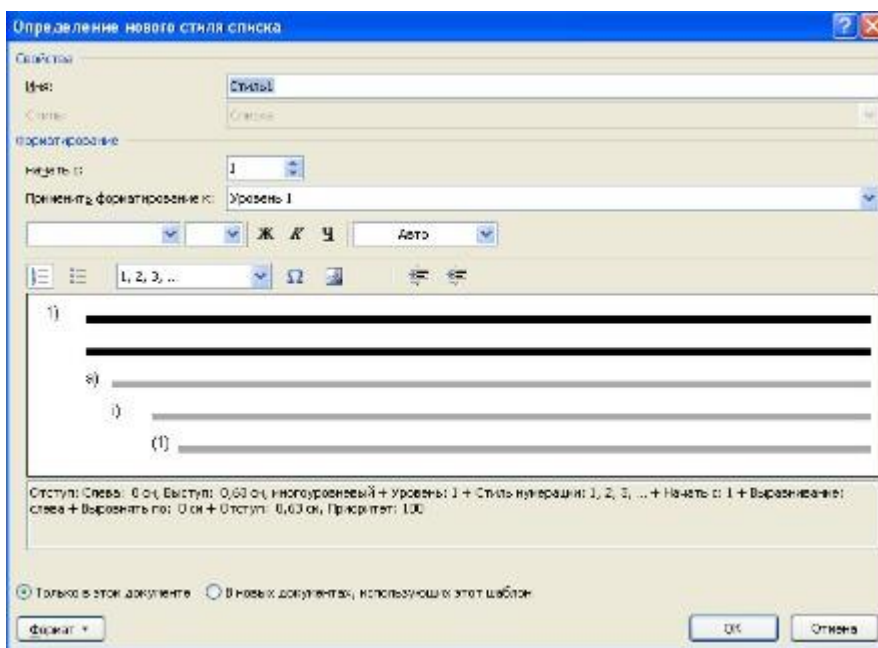 Определение нового стиля списка
Свойства
Имя: Стиль1
Стиль: Списка
Форматирование
Начать с: 1
Применить форматирование к: Уровень 1
Ж К Ч Авто
1, 2, 3, ... Ω
1)
a)
i)
(1)
Отступ: Слева: 0 см, Выступ: 0,63 см, многоуровневый + Уровень: 1 + Стиль нумерации: 1, 2, 3, ... + Начать с: 1 + Выравнивание:
слева + Выровнять по: 0 см + Отступ: 0,63 см, Приоритет: 100
Только в этом документе В новых документах, использующих этот шаблон
Формат OK Отмена